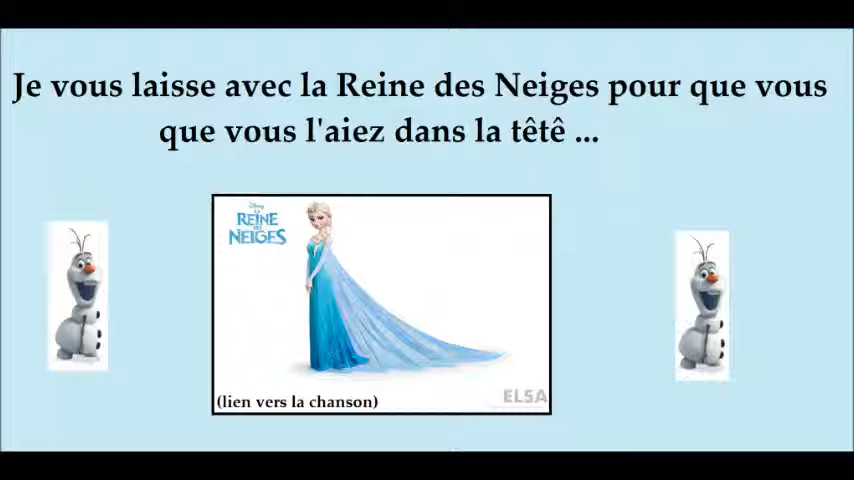 Je vous laisse avec la Reine des Neiges pour que vous
que vous l'aiez dans la têtê ...
Disney
LA
REINE
DES
NEIGES
(lien vers la chanson)
ELSA